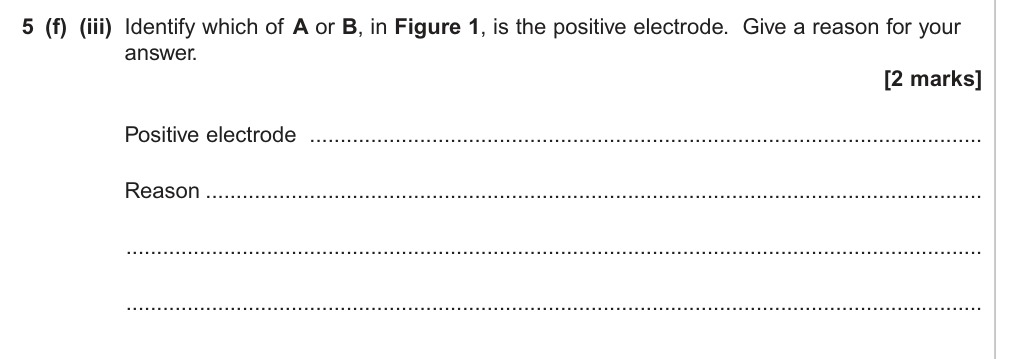 5 (f) (iii) Identify which of A or B, in Figure 1, is the positive electrode. Give a reason for your
answer.
[2 marks]
Positive electrode ................................................................................................................
Reason .................................................................................................................................
..............................................................................................................................................
..............................................................................................................................................